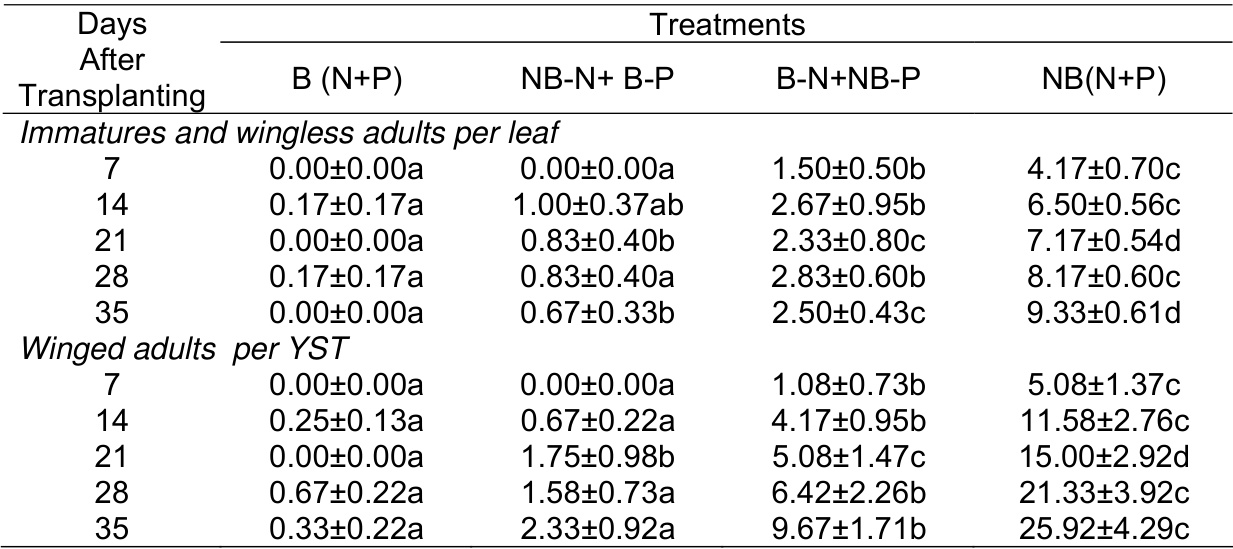 Days After Transplanting Treatments
B (N+P) NB-N+ B-P B-N+NB-P NB(N+P)
Immatures and wingless adults per leaf
7 0.00±0.00a 0.00±0.00a 1.50±0.50b 4.17±0.70c
14 0.17±0.17a 1.00±0.37ab 2.67±0.95b 6.50±0.56c
21 0.00±0.00a 0.83±0.40b 2.33±0.80c 7.17±0.54d
28 0.17±0.17a 0.83±0.40a 2.83±0.60b 8.17±0.60c
35 0.00±0.00a 0.67±0.33b 2.50±0.43c 9.33±0.61d
Winged adults per YST
7 0.00±0.00a 0.00±0.00a 1.08±0.73b 5.08±1.37c
14 0.25±0.13a 0.67±0.22a 4.17±0.95b 11.58±2.76c
21 0.00±0.00a 1.75±0.98b 5.08±1.47c 15.00±2.92d
28 0.67±0.22a 1.58±0.73a 6.42±2.26b 21.33±3.92c
35 0.33±0.22a 2.33±0.92a 9.67±1.71b 25.92±4.29c